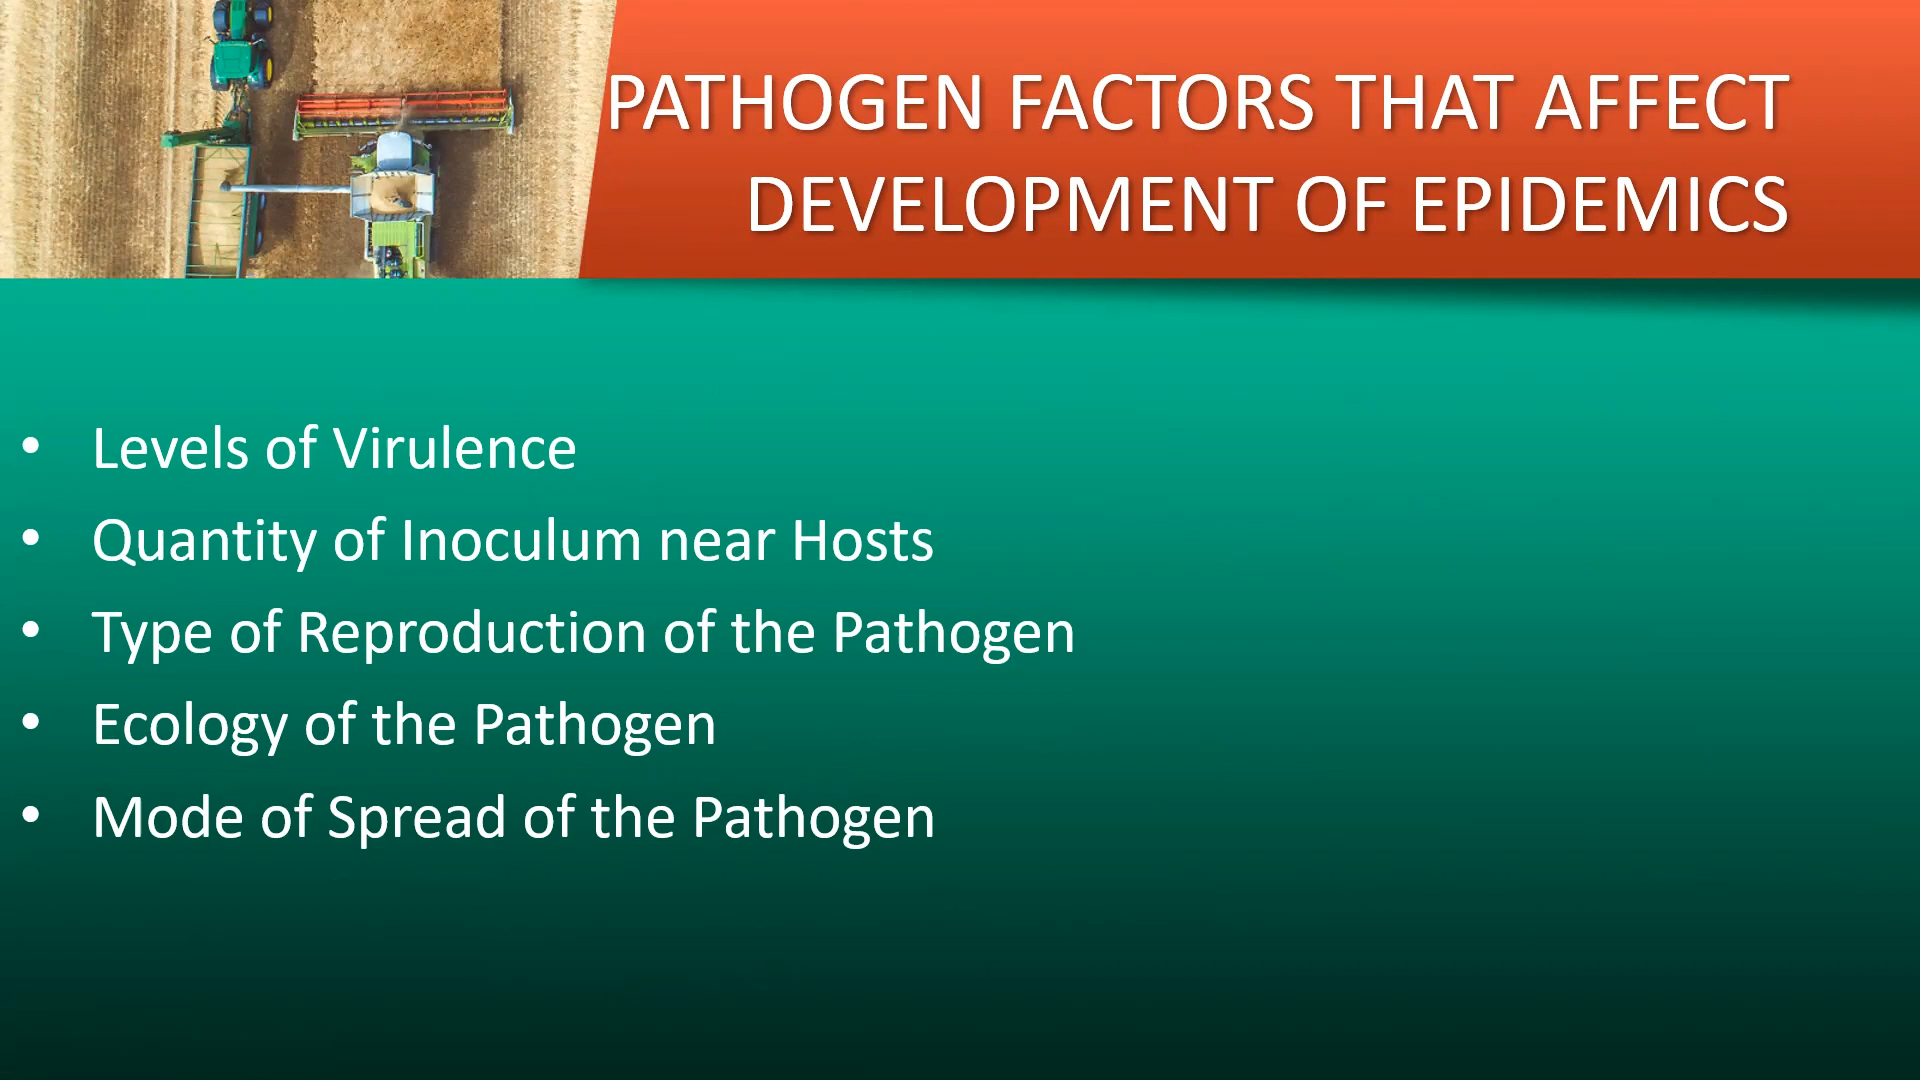 PATHOGEN FACTORS THAT AFFECT
DEVELOPMENT OF EPIDEMICS
• Levels of Virulence
• Quantity of Inoculum near Hosts
• Type of Reproduction of the Pathogen
• Ecology of the Pathogen
• Mode of Spread of the Pathogen